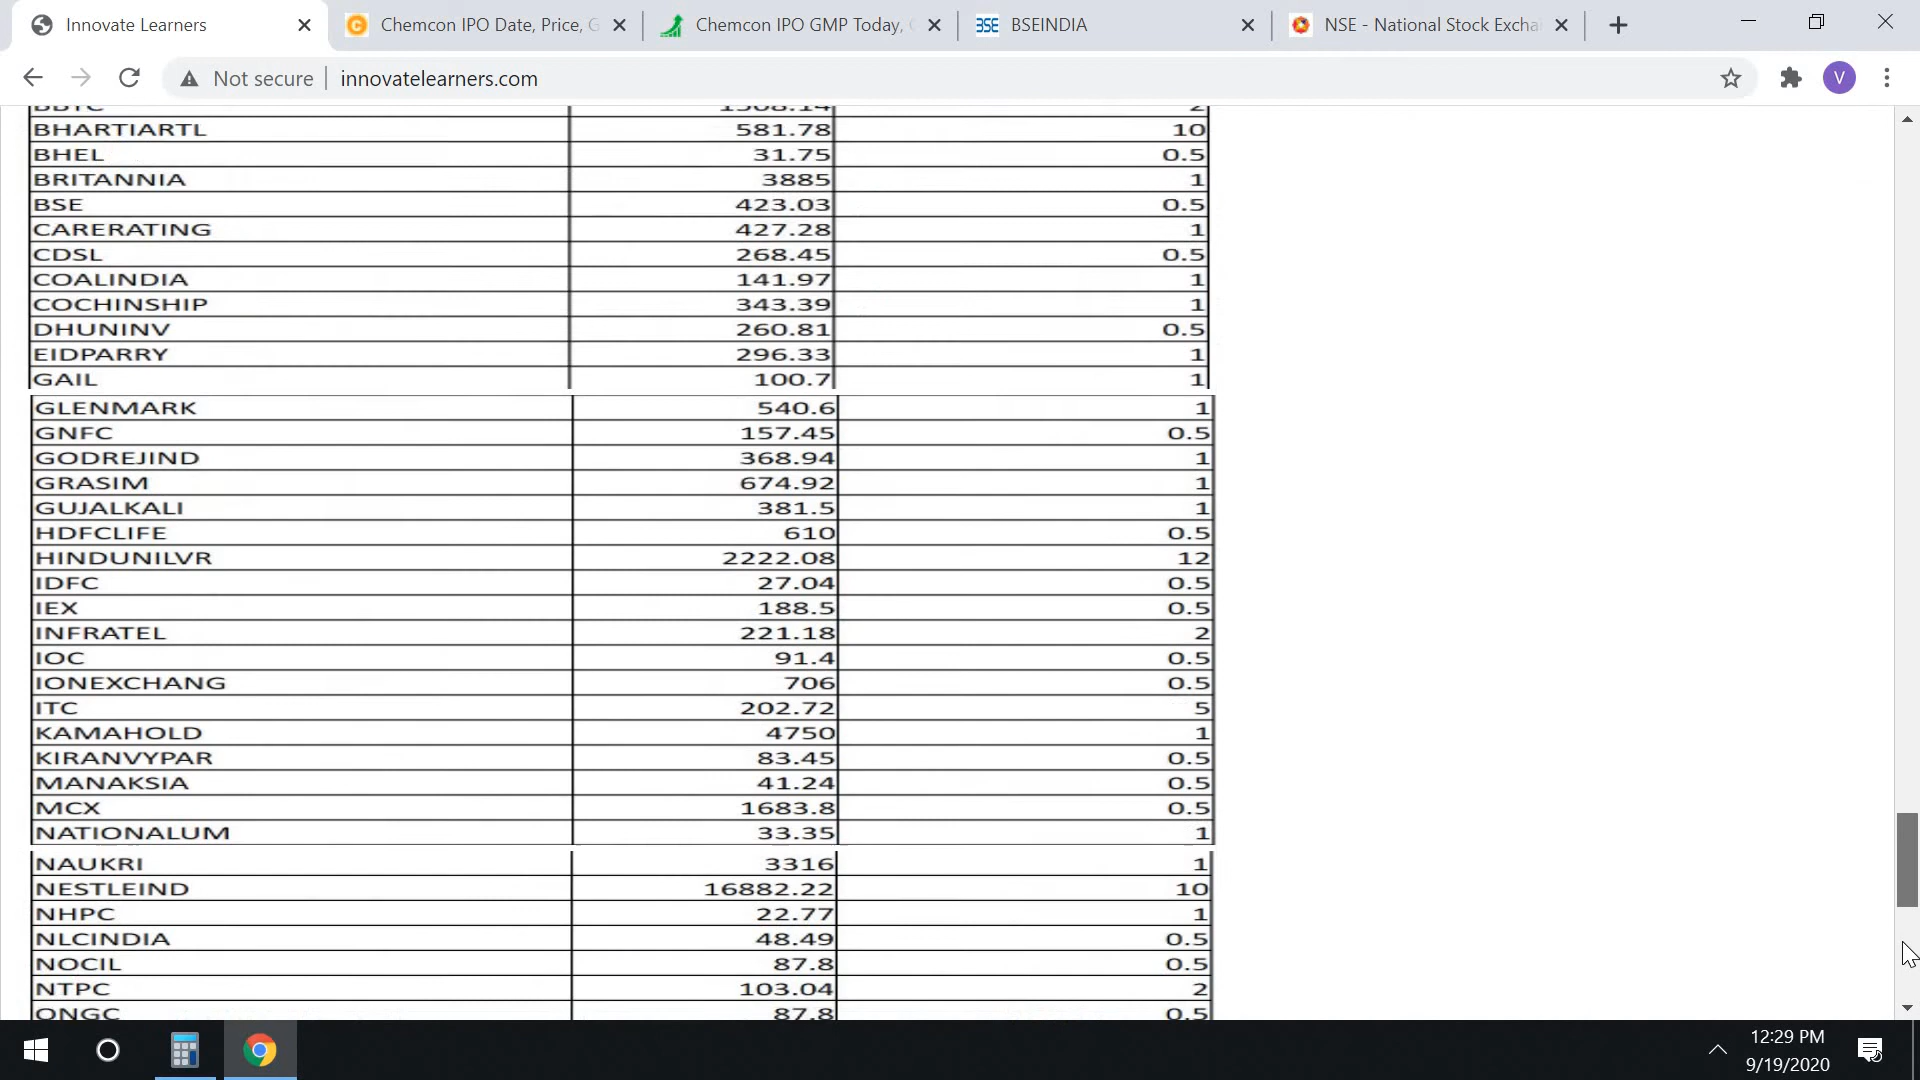 Innovate Learners
Chemcon IPO Date, Price, G
Chemcon IPO GMP Today,
BSE BSEINDIA
NSE - National Stock Excha
Not secure innovatelearners.com V
BHARTIARTL 581.78 10
BHEL 31.75 0.5
BRITANNIA 3885 1
BSE 423.03 0.5
CARERATING 427.28 1
CDSL 268.45 0.5
COALINDIA 141.97 1
COCHINSHIP 343.39 1
DHUNINV 260.81 0.5
EIDPARRY 296.33 1
GAIL 100.7 1
GLENMARK 540.6 1
GNFC 157.45 0.5
GODREJIND 368.94 1
GRASIM 674.92 1
GUJALKALI 381.5 1
HDFCLIFE 610 0.5
HINDUNILVR 2222.08 12
IDFC 27.04 0.5
IEX 188.5 0.5
INFRATEL 221.18 2
IOC 91.4 0.5
IONEXCHANG 706 0.5
ITC 202.72 5
KAMAHOLD 4750 1
KIRANVYPAR 83.45 0.5
MANAKSIA 41.24 0.5
MCX 1683.8 0.5
NATIONALUM 33.35 1
NAUKRI 3316 1
NESTLEIND 16882.22 10
NHPC 22.77 1
NLCINDIA 48.49 0.5
NOCIL 87.8 0.5
NTPC 103.04 2
ONGC 87.8 0.5
12:29 PM
9/19/2020